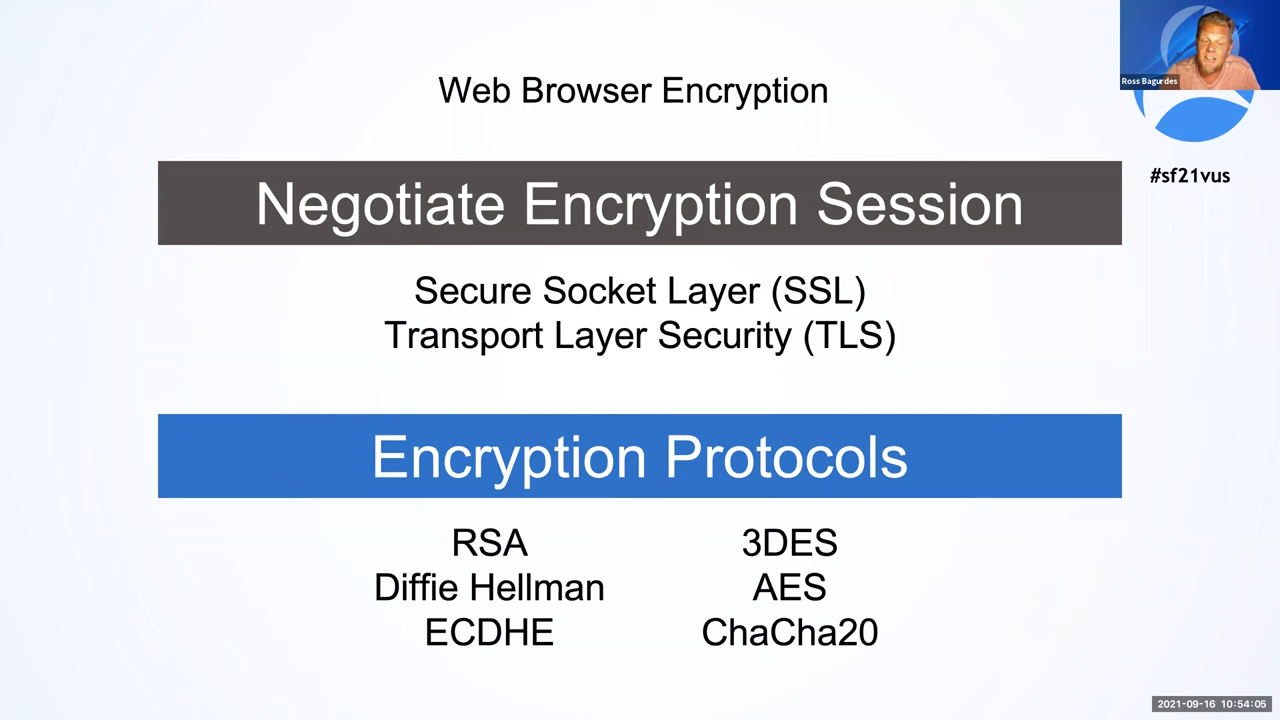 Web Browser Encryption
Ross Bagurdes
#sf21vus
Negotiate Encryption Session
Secure Socket Layer (SSL)
Transport Layer Security (TLS)
Encryption Protocols
RSA 3DES
Diffie Hellman AES
ECDHE ChaCha20
2021-09-16 10:54:05